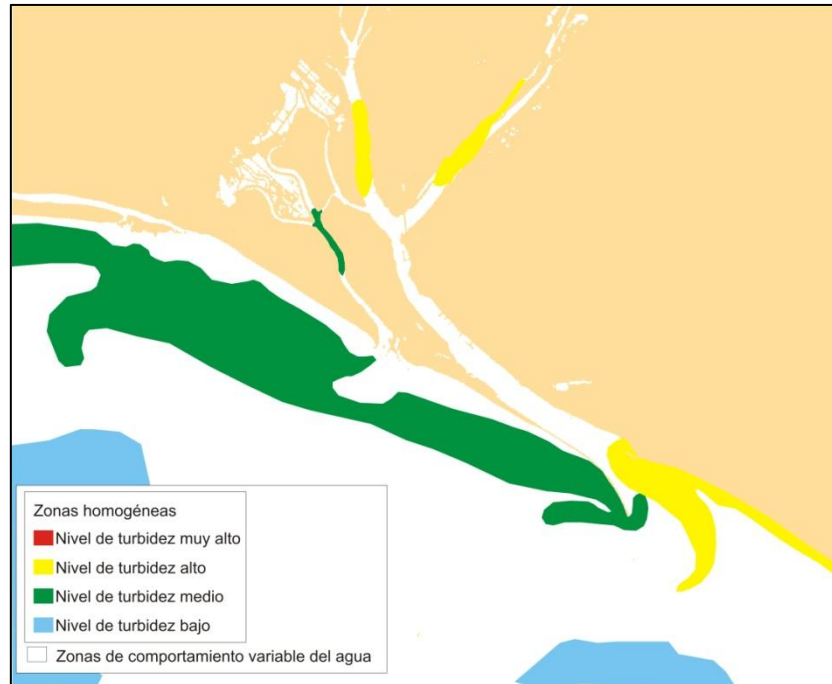 Zonas homogéneas
Nivel de turbidez muy alto
Nivel de turbidez alto
Nivel de turbidez medio
Nivel de turbidez bajo
Zonas de comportamiento variable del agua